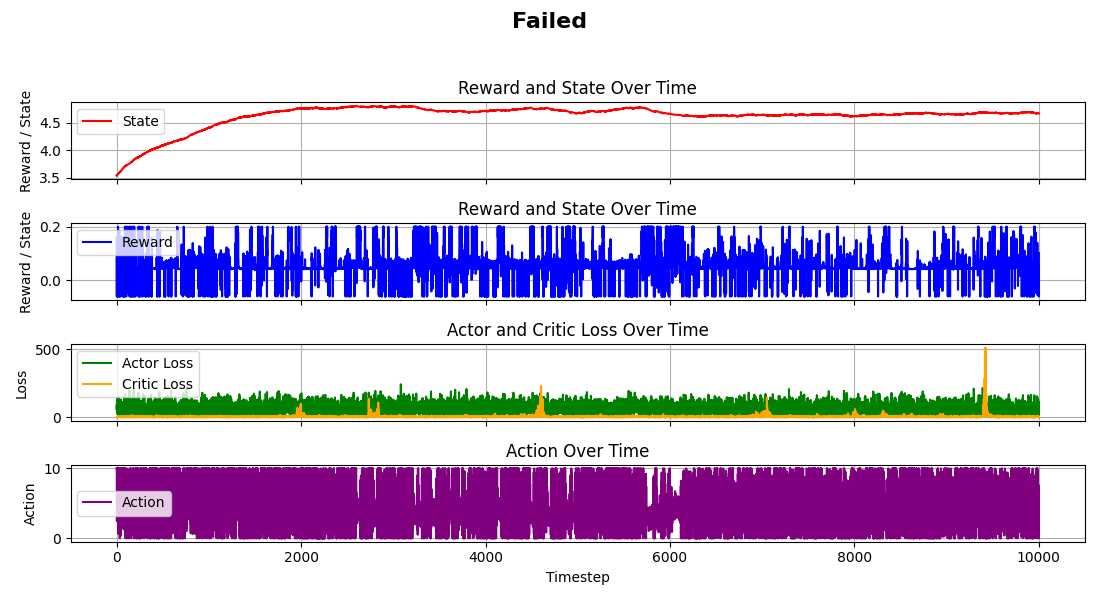 Failed
Reward and State Over Time
Reward / State
4.5
4.0
3.5
State
Reward and State Over Time
Reward / State
0.2
0.0
Reward
Actor and Critic Loss Over Time
Loss
500
0
Actor Loss
Critic Loss
Action Over Time
Action
10
0
Action
0 2000 4000 6000 8000 10000
Timestep